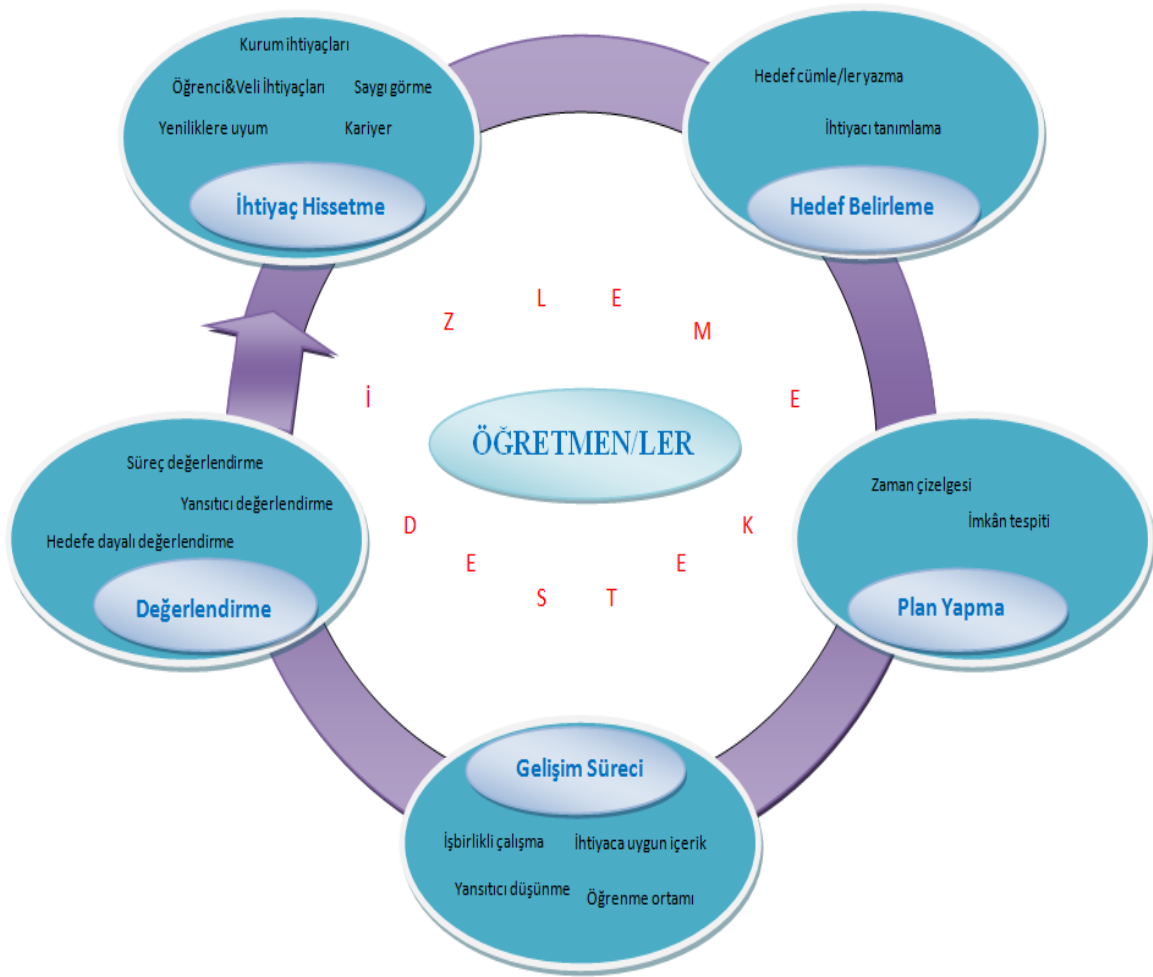 Kurum ihtiyaçları
Öğrenci&Veli İhtiyaçları
Saygı görme
Yeniliklere uyum
Kariyer
İhtiyaç Hissetme
Hedef cümle/ler yazma
İhtiyacı tanımlama
Hedef Belirleme
Zaman çizelgesi
İmkân tespiti
Plan Yapma
Gelişim Süreci
İşbirlikli çalışma
İhtiyaca uygun içerik
Yansıtıcı düşünme
Öğrenme ortamı
Süreç değerlendirme
Yansıtıcı değerlendirme
Hedefe dayalı değerlendirme
Değerlendirme
İ Z L E M E
ÖĞRETMEN/LER
D E S T E K